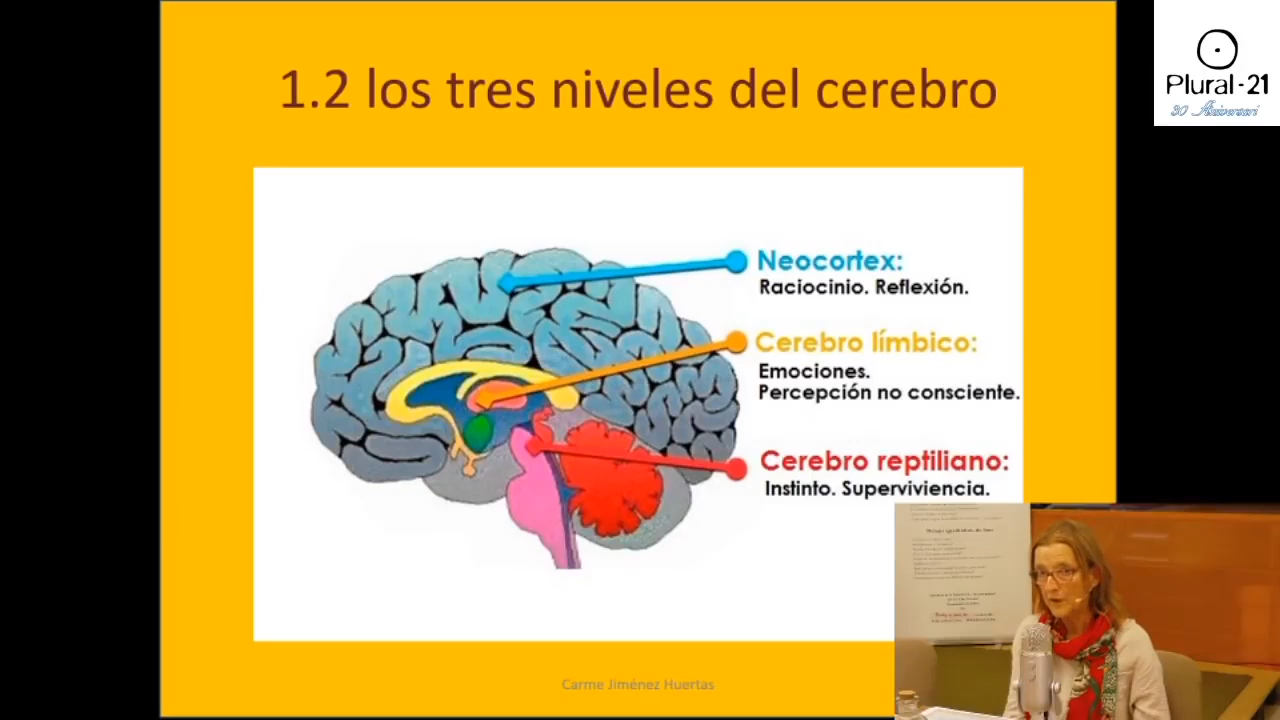 1.2 los tres niveles del cerebro
Plural-21
30 Aniversari
Neocortex:
Raciocinio. Reflexión.
Cerebro límbico:
Emociones.
Percepción no consciente.
Cerebro reptiliano:
Instinto. Superviviencia.
Carme Jiménez Huertas